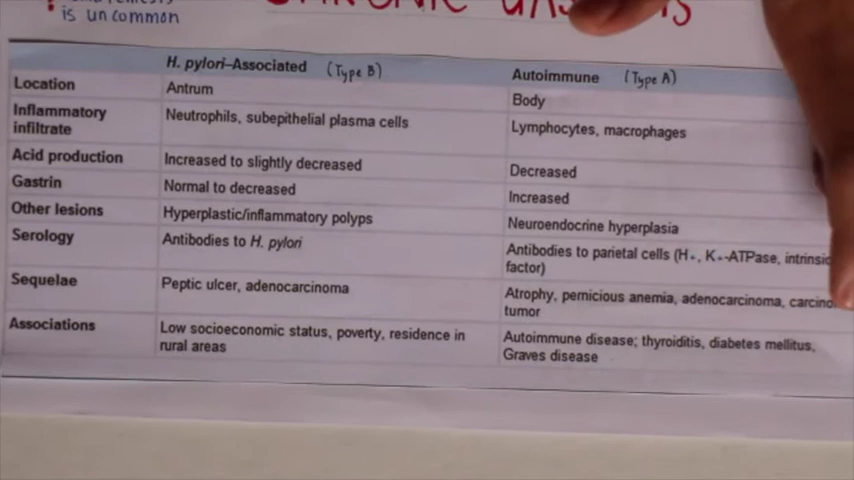 is uncommon
H. pylori–Associated (Type B) Autoimmune (Type A)
Location Antrum Body
Inflammatory infiltrate Neutrophils, subepithelial plasma cells Lymphocytes, macrophages
Acid production Increased to slightly decreased Decreased
Gastrin Normal to decreased Increased
Other lesions Hyperplastic/inflammatory polyps Neuroendocrine hyperplasia
Serology Antibodies to H. pylori Antibodies to parietal cells (H+, K+-ATPase, intrinsic
factor)
Sequelae Peptic ulcer, adenocarcinoma Atrophy, pernicious anemia, adenocarcinoma,
tumor
Associations Low socioeconomic status, poverty, residence in
rural areas
Autoimmune disease; thyroiditis, diabetes mellitus,
Graves disease